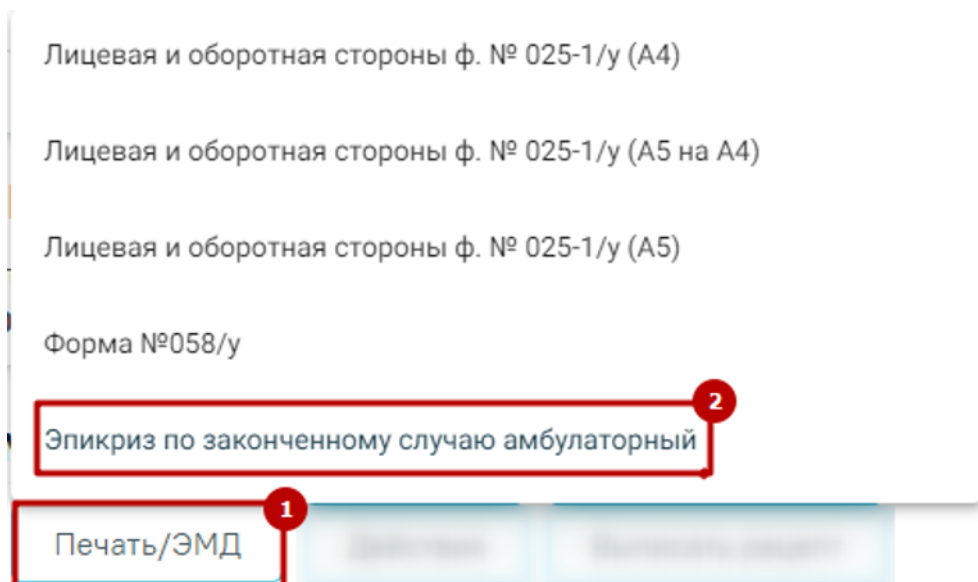 Лицевая и оборотная стороны ф. № 025-1/у (А4)
Лицевая и оборотная стороны ф. № 025-1/у (А5 на А4)
Лицевая и оборотная стороны ф. № 025-1/у (А5)
Форма №058/у
2
Эпикриз по законченному случаю амбулаторный
1
Печать/ЭМД